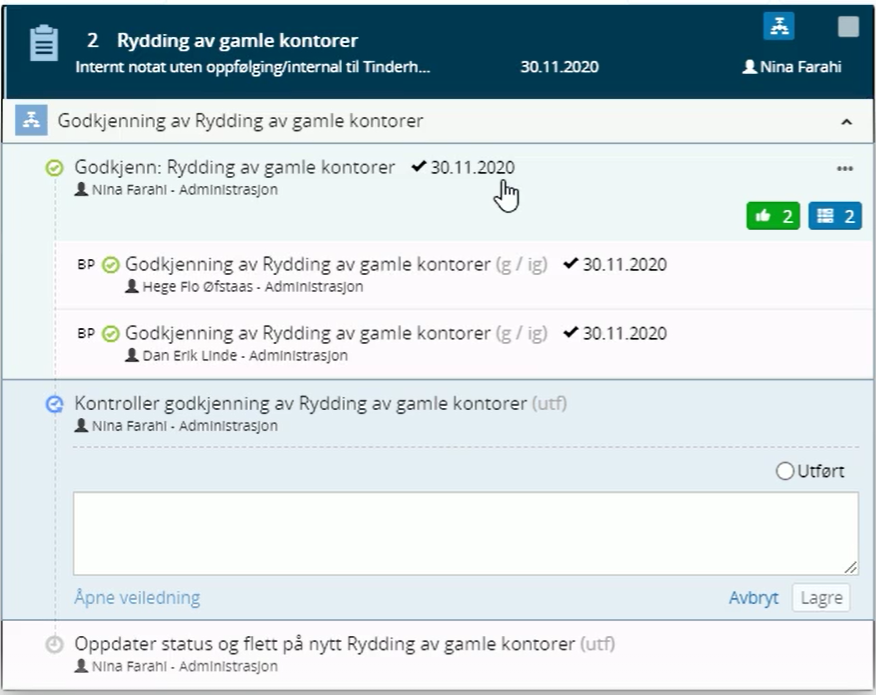 2 Rydding av gamle kontorer
Internt notat uten oppfølging/internal til Tinderh... 30.11.2020 Nina Farahi
Godkjenning av Rydding av gamle kontorer
Godkjenn: Rydding av gamle kontorer 30.11.2020
Nina Farahi - Administrasjon
2 2
BP Godkjenning av Rydding av gamle kontorer (g / ig) 30.11.2020
Hege Flo Øfstaas - Administrasjon
BP Godkjenning av Rydding av gamle kontorer (g / ig) 30.11.2020
Dan Erik Linde - Administrasjon
Kontroller godkjenning av Rydding av gamle kontorer (utf)
Nina Farahi - Administrasjon
Utført
Åpne veiledning Avbryt Lagre
Oppdater status og flett på nytt Rydding av gamle kontorer (utf)
Nina Farahi - Administrasjon